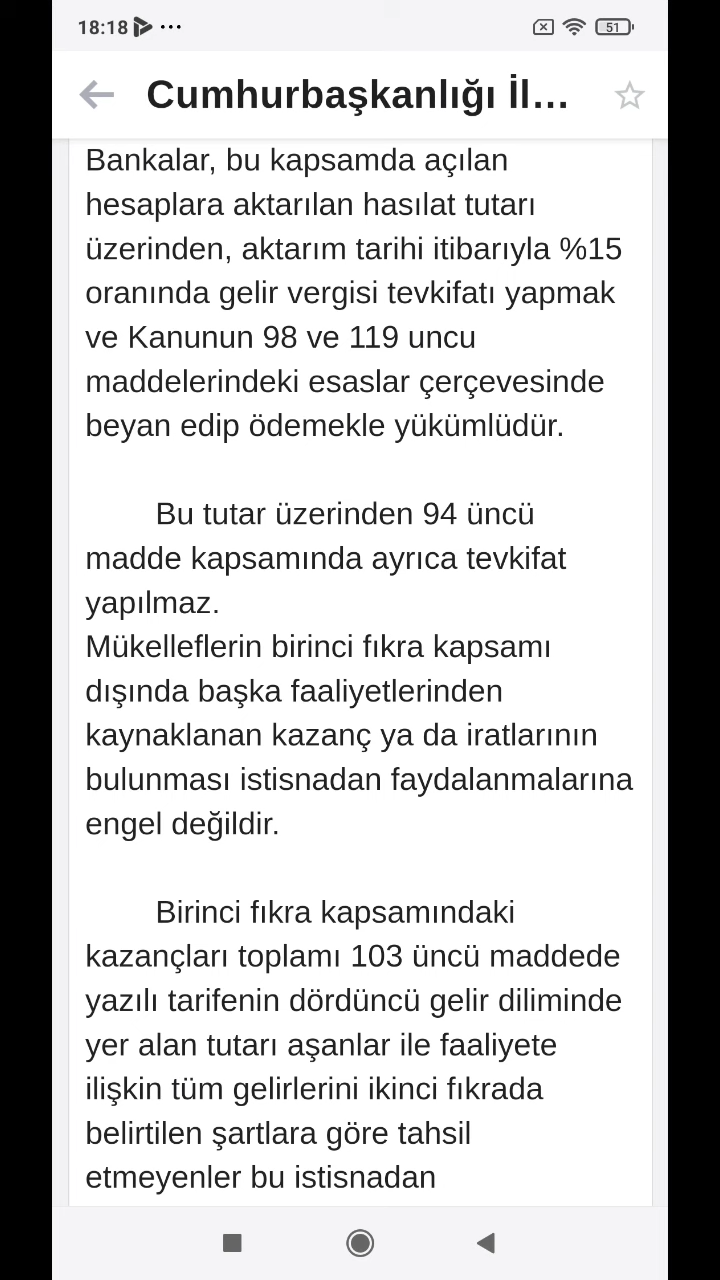 18:18
51
Cumhurbaşkanlığı İl...
Bankalar, bu kapsamda açılan
hesaplara aktarılan hasılat tutarı
üzerinden, aktarım tarihi itibarıyla %15
oranında gelir vergisi tevkifatı yapmak
ve Kanunun 98 ve 119 uncu
maddelerindeki esaslar çerçevesinde
beyan edip ödemekle yükümlüdür.
Bu tutar üzerinden 94 üncü
madde kapsamında ayrıca tevkifat
yapılmaz.
Mükelleflerin birinci fıkra kapsamı
dışında başka faaliyetlerinden
kaynaklanan kazanç ya da iratlarının
bulunması istisnadan faydalanmalarına
engel değildir.
Birinci fıkra kapsamındaki
kazançları toplamı 103 üncü maddede
yazılı tarifenin dördüncü gelir diliminde
yer alan tutarı aşanlar ile faaliyete
ilişkin tüm gelirlerini ikinci fıkrada
belirtilen şartlara göre tahsil
etmeyenler bu istisnadan